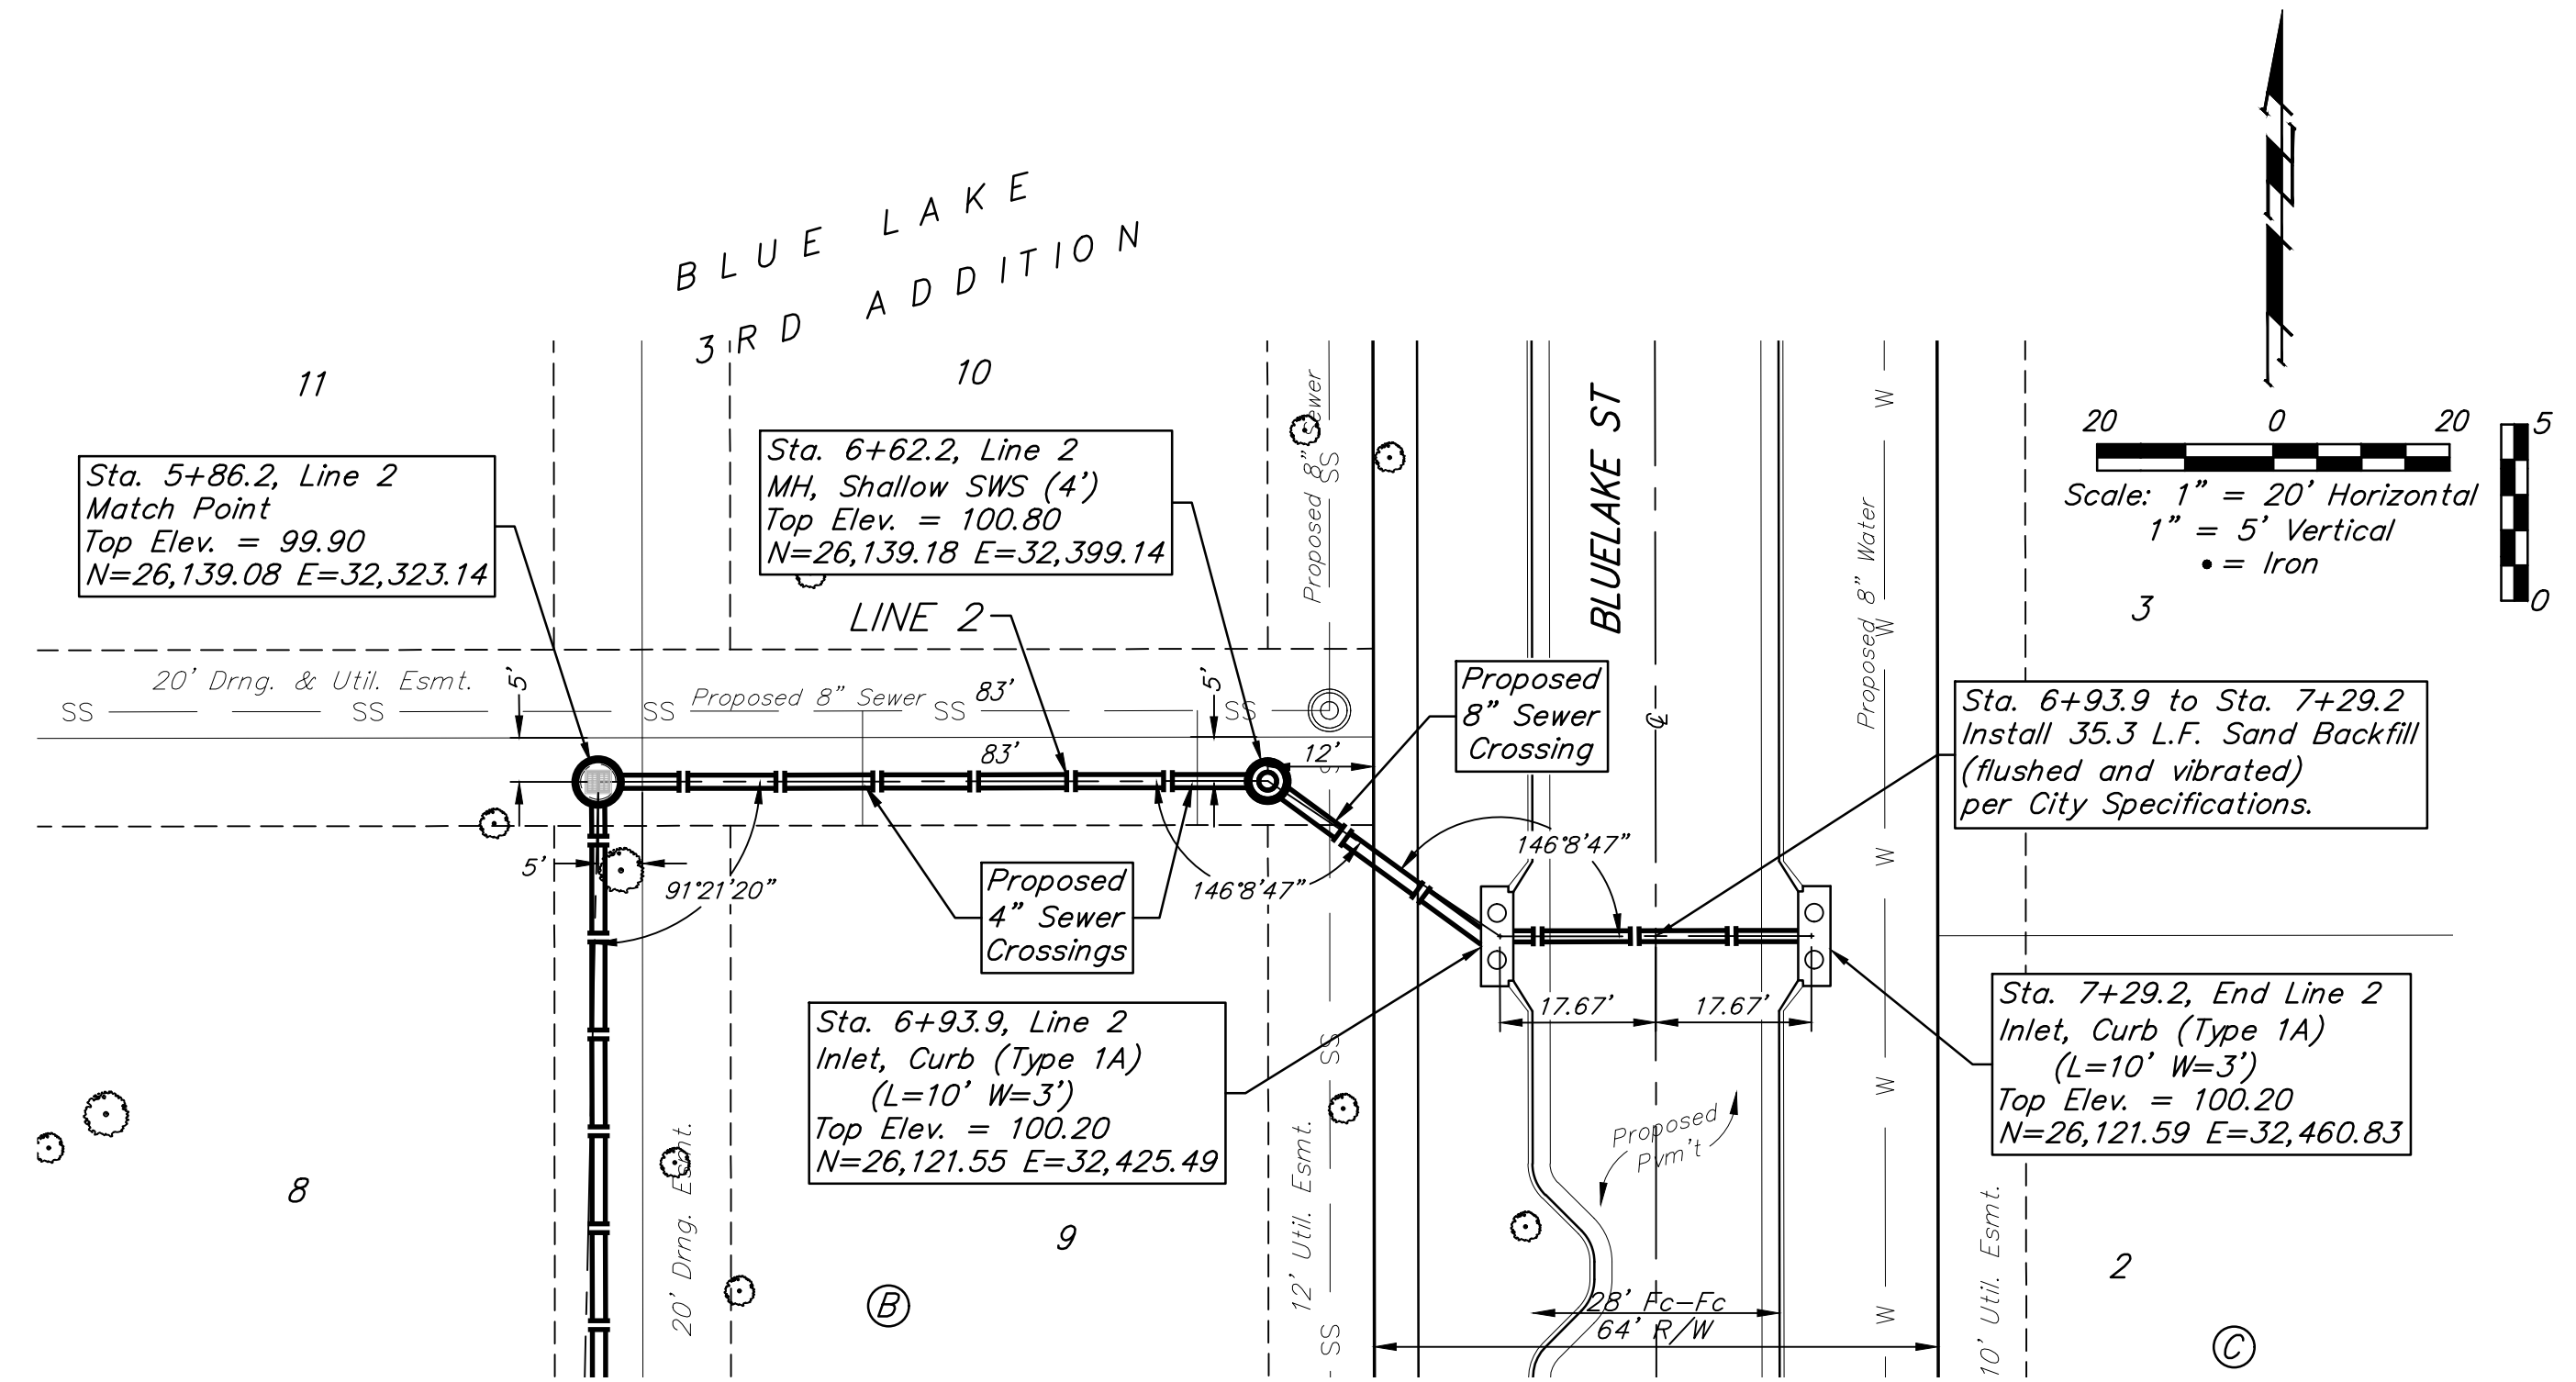 BLUE LAKE
3RD ADDITION
11
10
20 0 20
5
0
Scale: 1" = 20' Horizontal
1" = 5' Vertical
• = Iron
Sta. 5+86.2, Line 2
Match Point
Top Elev. = 99.90
N=26,139.08 E=32,323.14
Sta. 6+62.2, Line 2
MH, Shallow SWS (4')
Top Elev. = 100.80
N=26,139.18 E=32,399.14
LINE 2
Proposed 8" Sewer
SS
BLUELAKE ST
Proposed 8" Water
W
W
3
20' Drng. & Util. Esmt.
5'
5'
SS
SS
SS
Proposed 8" Sewer
SS
83'
SS
83'
12'
S
Proposed
8" Sewer
Crossing
℄
Sta. 6+93.9 to Sta. 7+29.2
Install 35.3 L.F. Sand Backfill
(flushed and vibrated)
per City Specifications.
W
5'
91°21'20"
146°8'47"
146°8'47"
Proposed
4" Sewer
Crossings
17.67'
17.67'
Sta. 6+93.9, Line 2
Inlet, Curb (Type 1A)
(L=10' W=3')
Top Elev. = 100.20
N=26,121.55 E=32,425.49
Sta. 7+29.2, End Line 2
Inlet, Curb (Type 1A)
(L=10' W=3')
Top Elev. = 100.20
N=26,121.59 E=32,460.83
SS
W
Proposed
Pvm't
8
20' Drng. Esmt.
9
12' Util. Esmt.
10' Util. Esmt.
2
B
28' Fc-Fc
64' R/W
SS
W
C